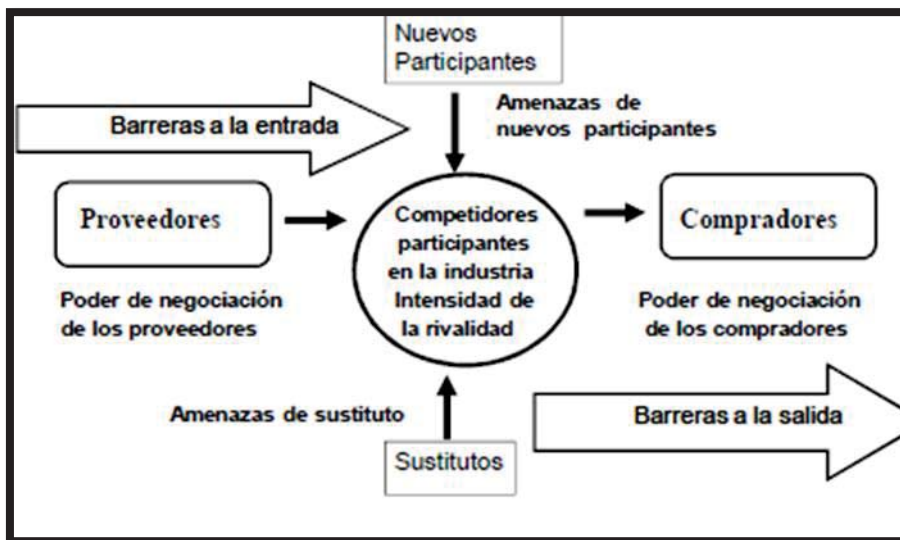 Nuevos
Participantes
Amenazas de
nuevos participantes
Barreras a la entrada
Proveedores
Competidores
participantes
en la industria
Intensidad de
la rivalidad
Compradores
Poder de negociación
de los proveedores
Poder de negociación
de los compradores
Amenazas de sustituto
Barreras a la salida
Sustitutos